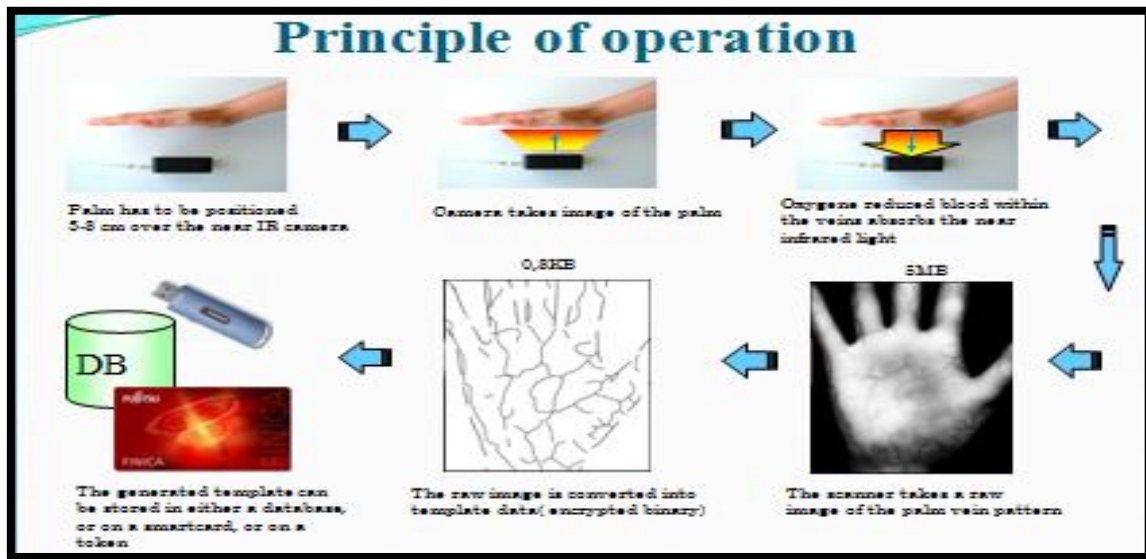 Principle of operation
Palm has to be positioned
5-8 cm over the near IR camera
Camera takes image of the palm
Oxygene reduced blood within
the veins absorbs the near
infrared light
5MB
The scanner takes a raw
image of the palm vein pattern
0,8KB
The raw image is converted into
template data( encrypted binary)
DB
FUJITSU
FINICA
The generated template can
be stored in either a database,
or on a smartcard, or on a
token